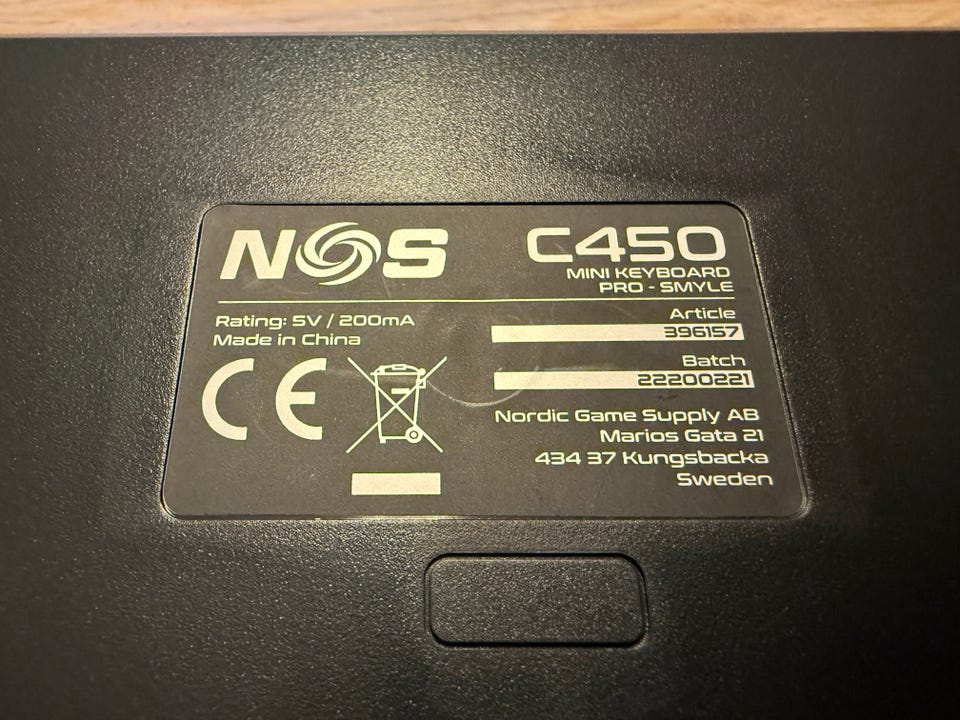 NOS
C450
MINI KEYBOARD
PRO - SMYLE
Rating: 5V / 200mA
Made in China
CE
Article
396157
Batch
22200221
Nordic Game Supply AB
Marios Gata 21
434 37 Kungsbacka
Sweden